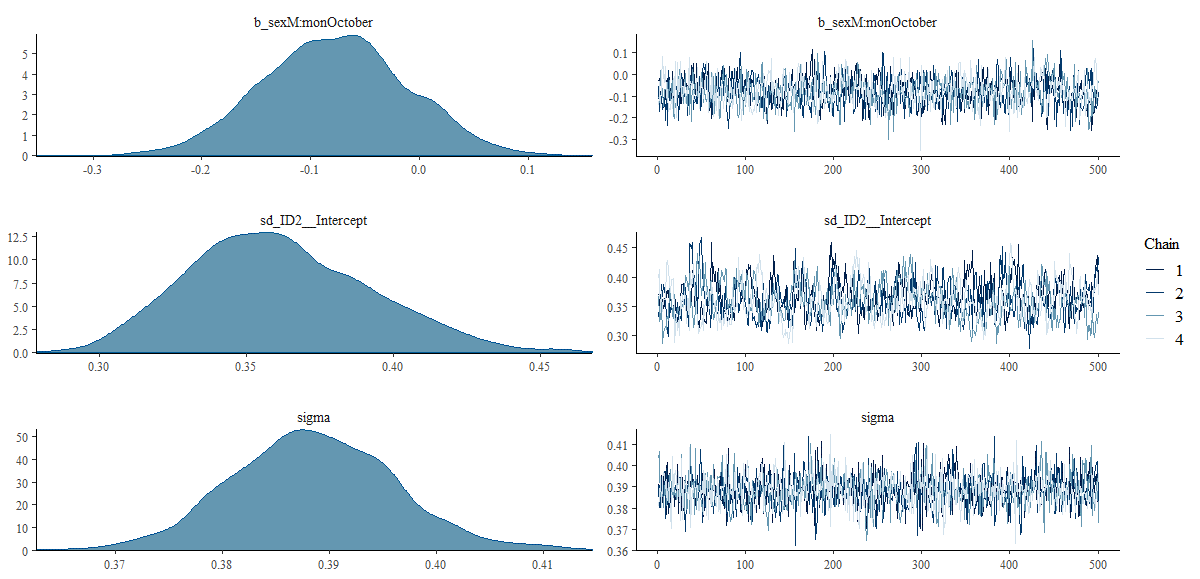 b_sexM:monOctober
5
4
3
2
1
0
-0.3 -0.2 -0.1 0.0 0.1
b_sexM:monOctober
0.1
0.0
-0.1
-0.2
-0.3
0 100 200 300 400 500
sd_ID2__Intercept
12.5
10.0
7.5
5.0
2.5
0.0
0.30 0.35 0.40 0.45
sd_ID2__Intercept
0.45
0.40
0.35
0.30
0 100 200 300 400 500
sigma
50
40
30
20
10
0
0.37 0.38 0.39 0.40 0.41
sigma
0.41
0.40
0.39
0.38
0.37
0.36
0 100 200 300 400 500
Chain
1
2
3
4